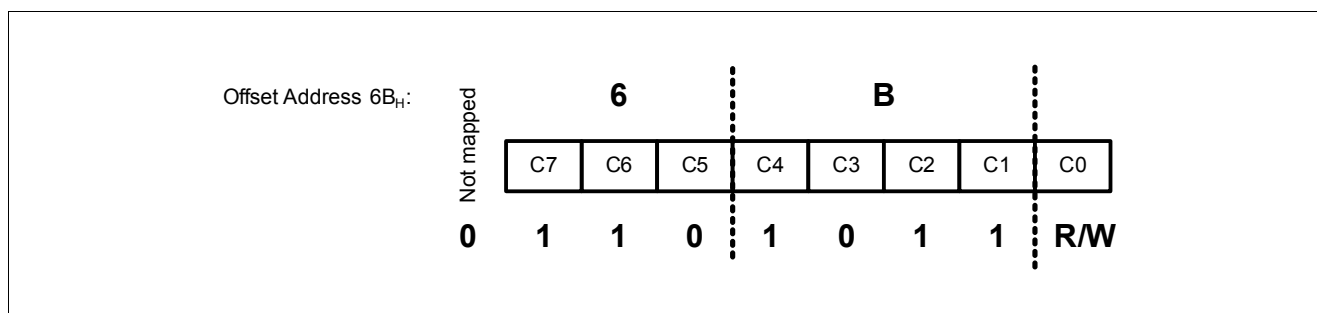 Offset Address 6BH: 6 B
Not mapped
C7 C6 C5 C4 C3 C2 C1 C0
0 1 1 0 1 0 1 1 R/W